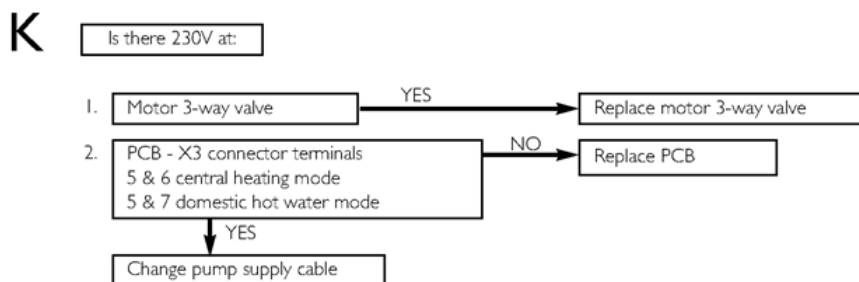 K
Is there 230V at:
1. Motor 3-way valve
YES
Replace motor 3-way valve
2. PCB - X3 connector terminals
5 & 6 central heating mode
5 & 7 domestic hot water mode
NO
Replace PCB
YES
Change pump supply cable